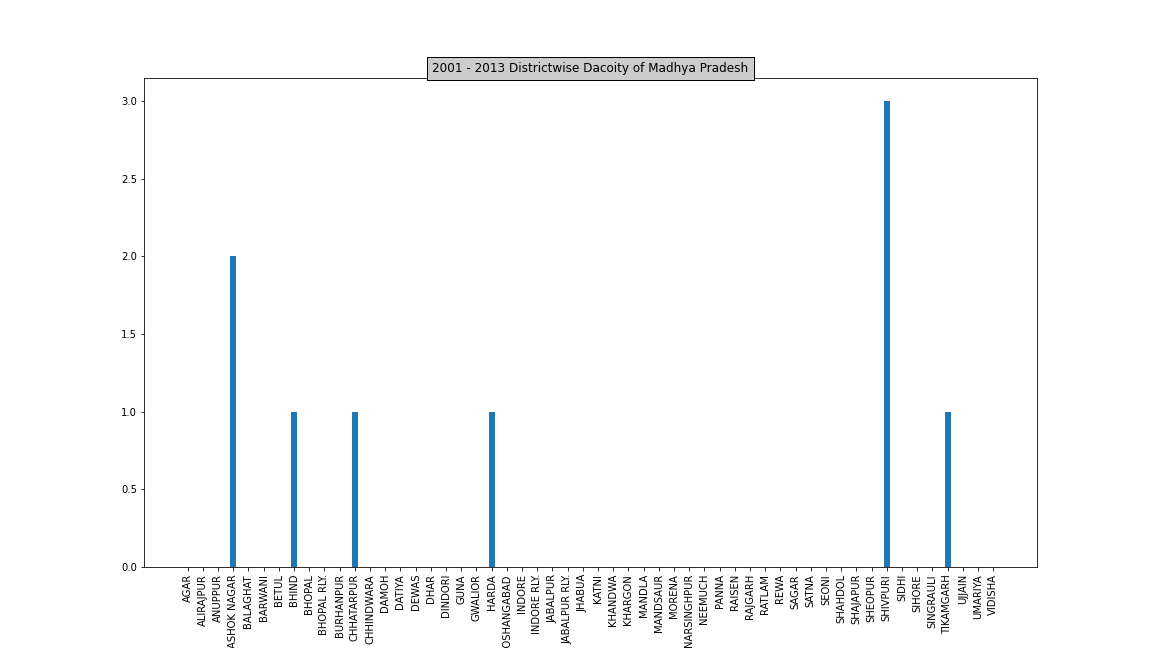 2001 - 2013 Districtwise Dacoity of Madhya Pradesh
3.0
2.5
2.0
1.5
1.0
0.5
0.0
AGAR
ALIRAJPUR
ANUPPUR
ASHOK NAGAR
BALAGHAT
BARWANI
BETUL
BHIND
BHOPAL
BHOPAL RLY.
BURHANPUR
CHHATARPUR
CHHINDWARA
DAMOH
DATIYA
DEWAS
DHAR
DINDORI
GUNA
GWALIOR
HARDA
OSHANGABAD
INDORE
INDORE RLY.
JABALPUR
JABALPUR RLY.
JHABUA
KATNI
KHANDWA
KHARGON
MANDLA
MANDSAUR
MORENA
NARSINGHPUR
NEEMUCH
PANNA
RAISEN
RAJGARH
RATLAM
REWA
SAGAR
SATNA
SEONI
SHAHDOL
SHAJAPUR
SHEOPUR
SHIVPURI
SIDHI
SIHORE
SINGRAULI
TIKAMGARH
UJJAIN
UMARIYA
VIDISHA